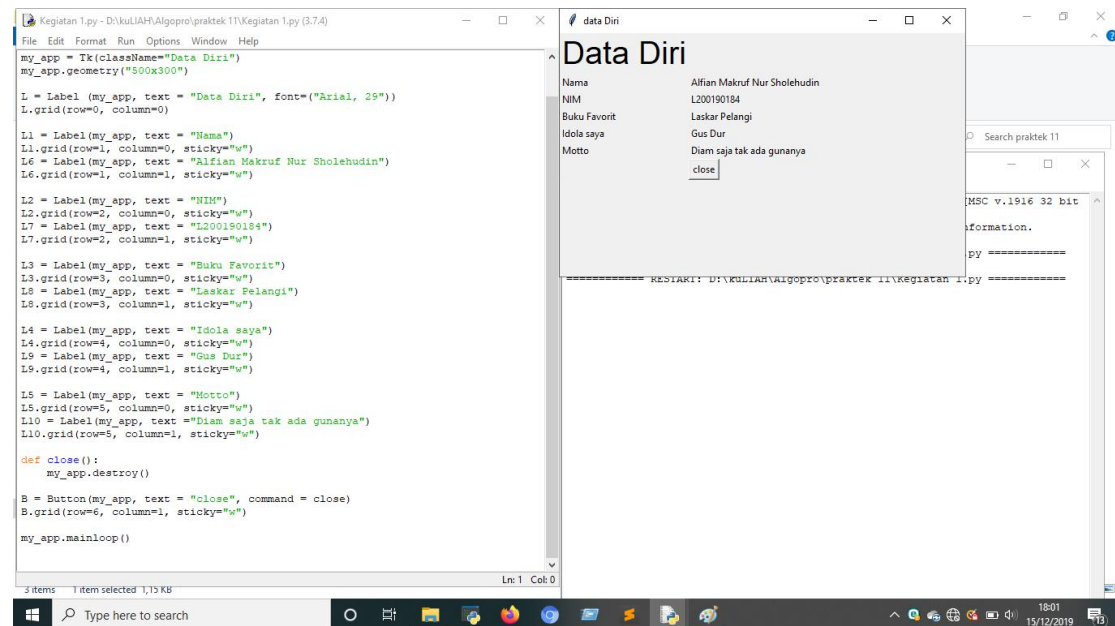 Kegiatan 1.py - D:\kuLIAH\Algopro\praktek 11\Kegiatan 1.py (3.7.4)
File Edit Format Run Options Window Help
my_app = Tk(className="Data Diri")
my_app.geometry("500x300")
L = Label (my_app, text = "Data Diri", font=("Arial, 29"))
L.grid(row=0, column=0)
L1 = Label(my_app, text = "Nama")
L1.grid(row=1, column=0, sticky="w")
L6 = Label(my_app, text = "Alfian Makruf Nur Sholehudin")
L6.grid(row=1, column=1, sticky="w")
L2 = Label(my_app, text = "NIM")
L2.grid(row=2, column=0, sticky="w")
L7 = Label(my_app, text = "L200190184")
L7.grid(row=2, column=1, sticky="w")
L3 = Label(my_app, text = "Buku Favorit")
L3.grid(row=3, column=0, sticky="w")
L8 = Label(my_app, text = "Laskar Pelangi")
L8.grid(row=3, column=1, sticky="w")
L4 = Label(my_app, text = "Idola saya")
L4.grid(row=4, column=0, sticky="w")
L9 = Label(my_app, text = "Gus Dur")
L9.grid(row=4, column=1, sticky="w")
L5 = Label(my_app, text = "Motto")
L5.grid(row=5, column=0, sticky="w")
L10 = Label(my_app, text ="Diam saja tak ada gunanya")
L10.grid(row=5, column=1, sticky="w")
def close():
    my_app.destroy()
B = Button(my_app, text = "close", command = close)
B.grid(row=6, column=1, sticky="w")
my_app.mainloop()
Ln: 1 Col: 0
data Diri
Data Diri
Nama Alfian Makruf Nur Sholehudin
NIM L200190184
Buku Favorit Laskar Pelangi
Idola saya Gus Dur
Motto Diam saja tak ada gunanya
close
Search praktek 11
[MSC v.1916 32 bit
formation.
.py ============
============ RESTART: D:\kuLIAH\Algopro\praktek 11\Kegiatan 1.py ============
3 items 1 item selected 1,15 KB
Type here to search
18:01
15/12/2019